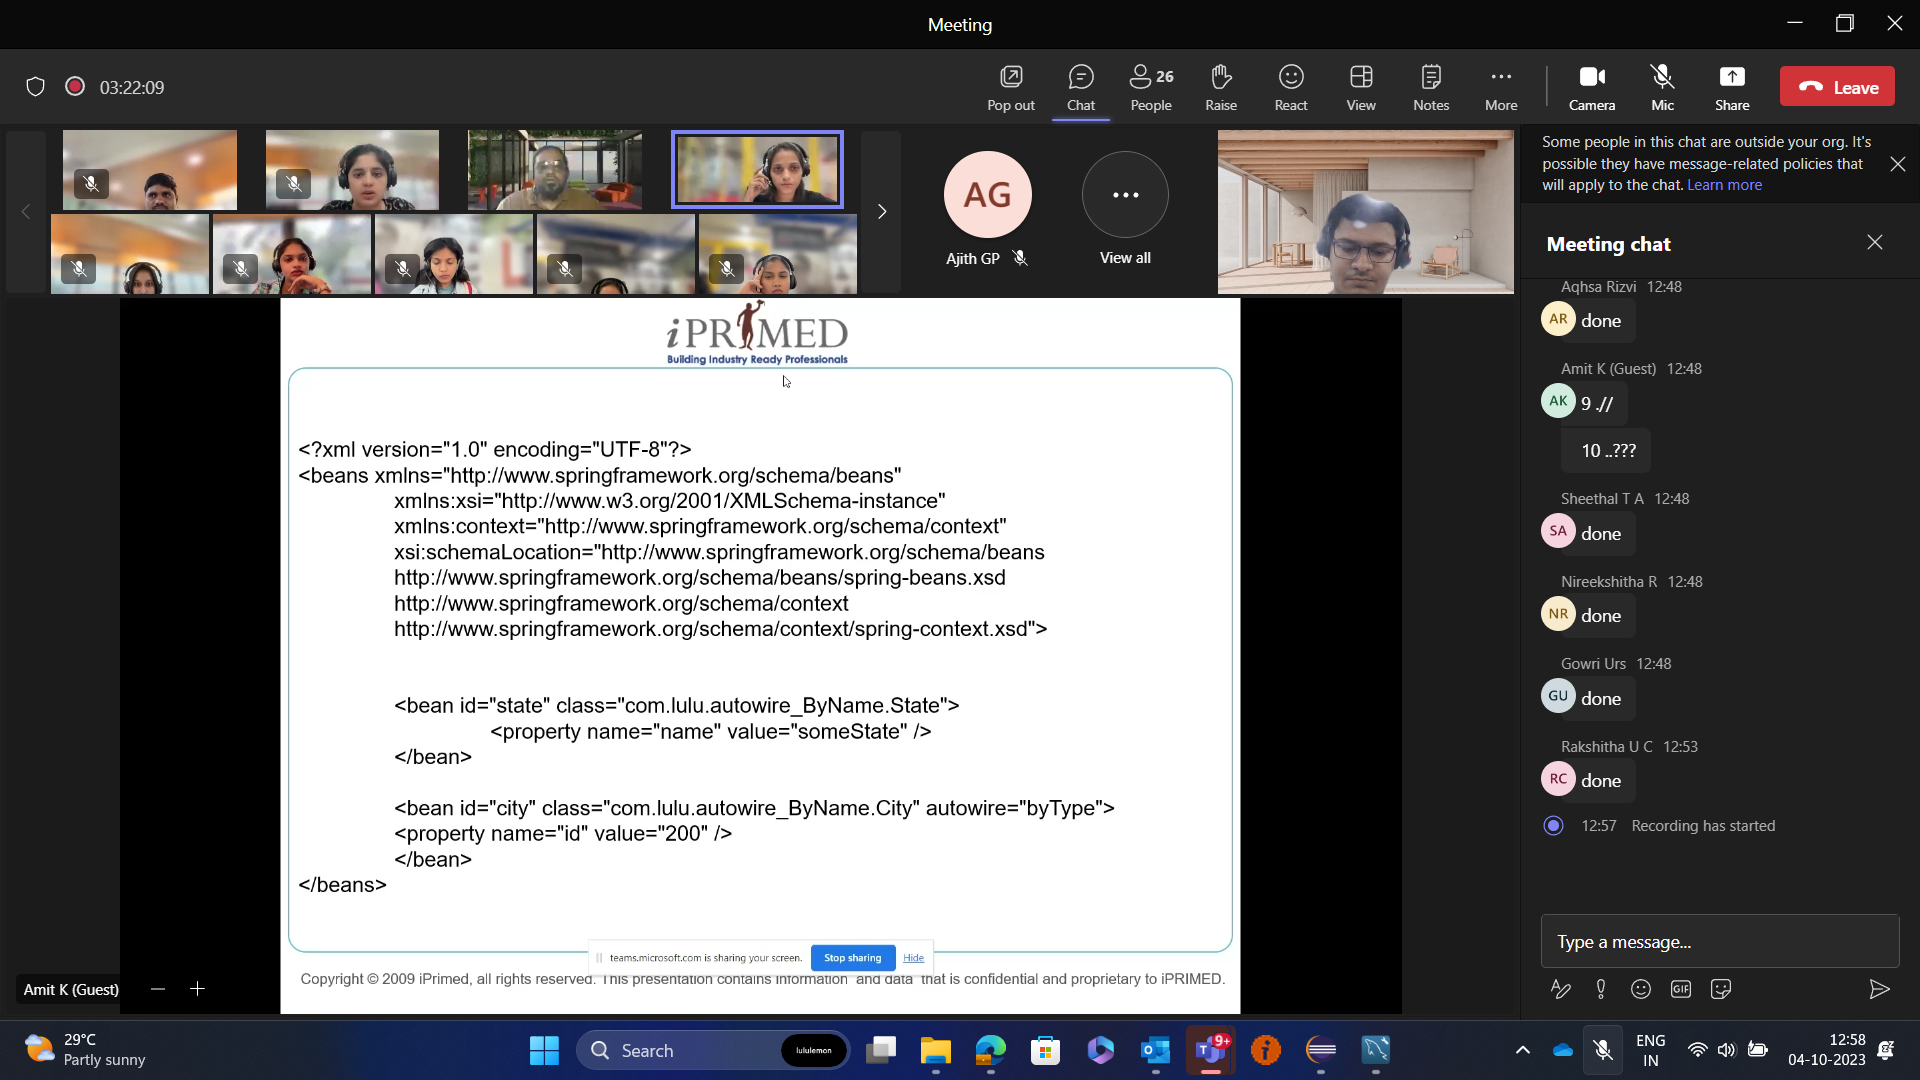 Meeting
03:22:09
Pop out
Chat
26
People
Raise
React
View
Notes
More
Camera
Mic
Share
Leave
AG
Ajith GP
View all
Some people in this chat are outside your org. It's
possible they have message-related policies that
will apply to the chat. Learn more
Meeting chat
Aqhsa Rizvi 12:48
AR
done
Amit K (Guest) 12:48
AK
9 .//
10 ..???
Sheethal T A 12:48
SA
done
Nireekshitha R 12:48
NR
done
Gowri Urs 12:48
GU
done
Rakshitha U C 12:53
RC
done
12:57 Recording has started
Type a message...
GIF
iPRIMED
Building Industry Ready Professionals
<?xml version="1.0" encoding="UTF-8"?>
<beans xmlns="http://www.springframework.org/schema/beans"
xmlns:xsi="http://www.w3.org/2001/XMLSchema-instance"
xmlns:context="http://www.springframework.org/schema/context"
xsi:schemaLocation="http://www.springframework.org/schema/beans
http://www.springframework.org/schema/beans/spring-beans.xsd
http://www.springframework.org/schema/context
http://www.springframework.org/schema/context/spring-context.xsd">
<bean id="state" class="com.lulu.autowire_ByName.State">
<property name="name" value="someState" />
</bean>
<bean id="city" class="com.lulu.autowire_ByName.City" autowire="byType">
<property name="id" value="200" />
</bean>
</beans>
teams.microsoft.com is sharing your screen.
Stop sharing
Hide
Copyright © 2009 iPrimed, all rights reserved. This presentation contains information and data that is confidential and proprietary to iPRIMED.
Amit K (Guest)
29°C
Partly sunny
Search
lululemon
9+
ENG
IN
12:58
04-10-2023